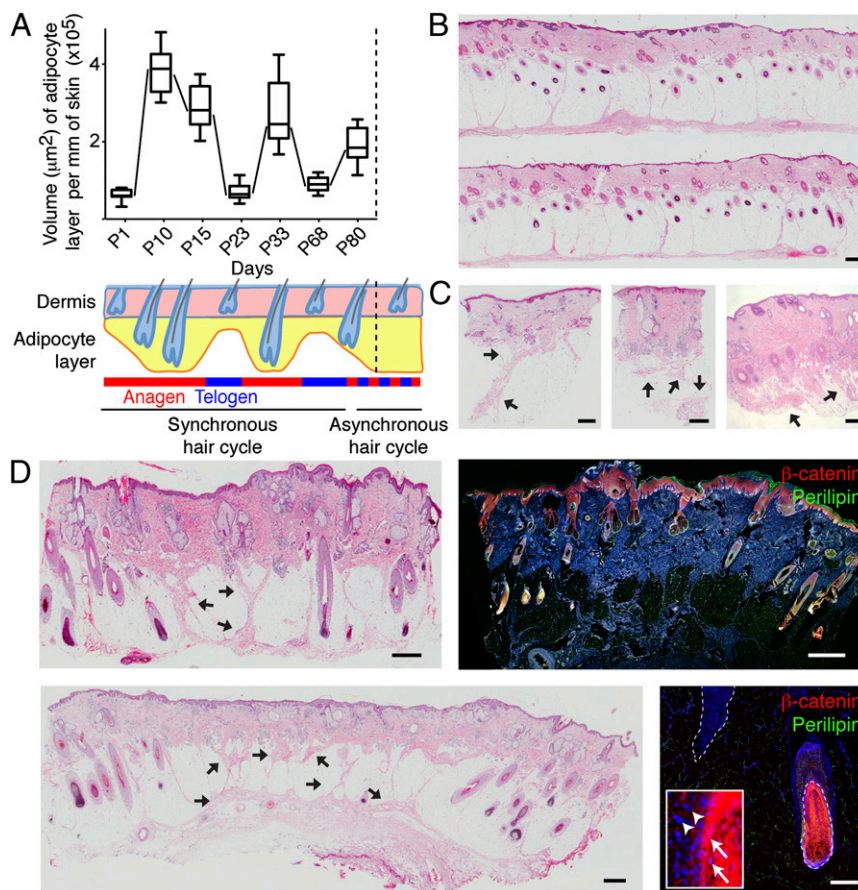 A
Volume (µm2) of adipocyte
layer per mm of skin (x10⁵)
4
2
P1 P10 P15 P23 P33 P68 P80
Days
Dermis
Adipocyte
layer
Anagen Telogen
Synchronous
hair cycle
Asynchronous
hair cycle
B
C
D
β-catenin
Perilipin
β-catenin
Perilipin